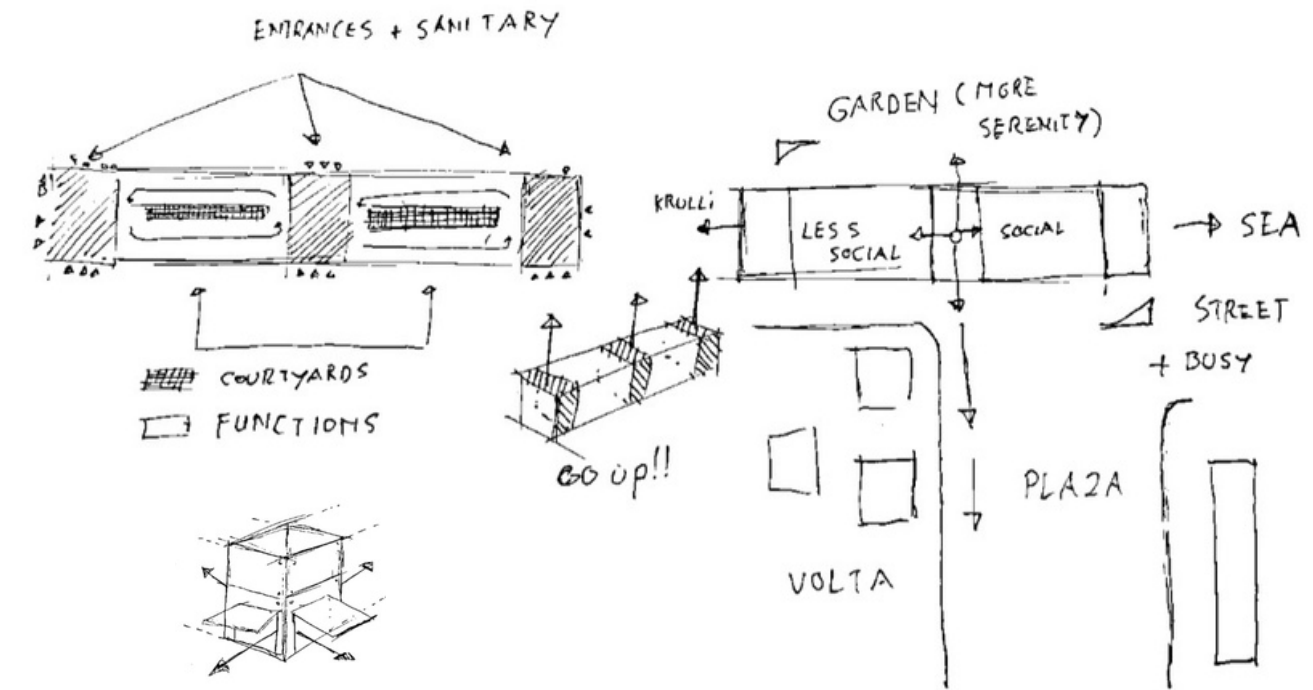 ENTRANCES + SANITARY
GARDEN (MORE
SERENITY)
KRULLI
LESS
SOCIAL
SOCIAL
SEA
STREET
+ BUSY
COURTYARDS
FUNCTIONS
GO UP!!
PLAZA
VOLTA